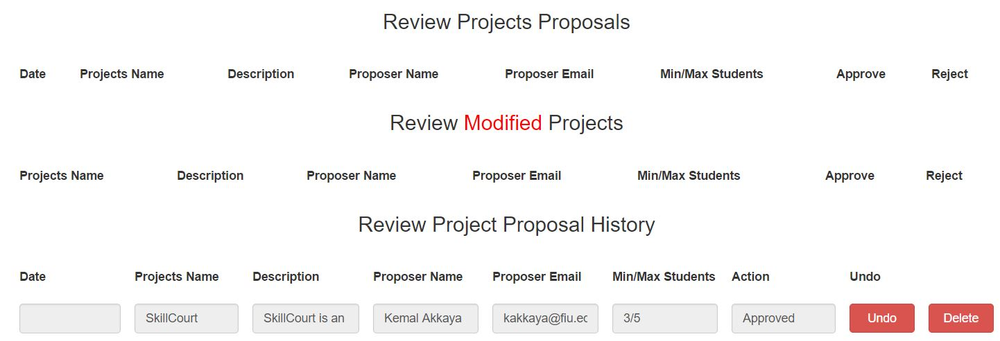 Review Projects Proposals
Date Projects Name Description Proposer Name Proposer Email Min/Max Students Approve Reject
Review Modified Projects
Projects Name Description Proposer Name Proposer Email Min/Max Students Approve Reject
Review Project Proposal History
Date Projects Name Description Proposer Name Proposer Email Min/Max Students Action Undo
SkillCourt SkillCourt is an Kemal Akkaya kakkaya@fiu.ec 3/5 Approved Undo Delete